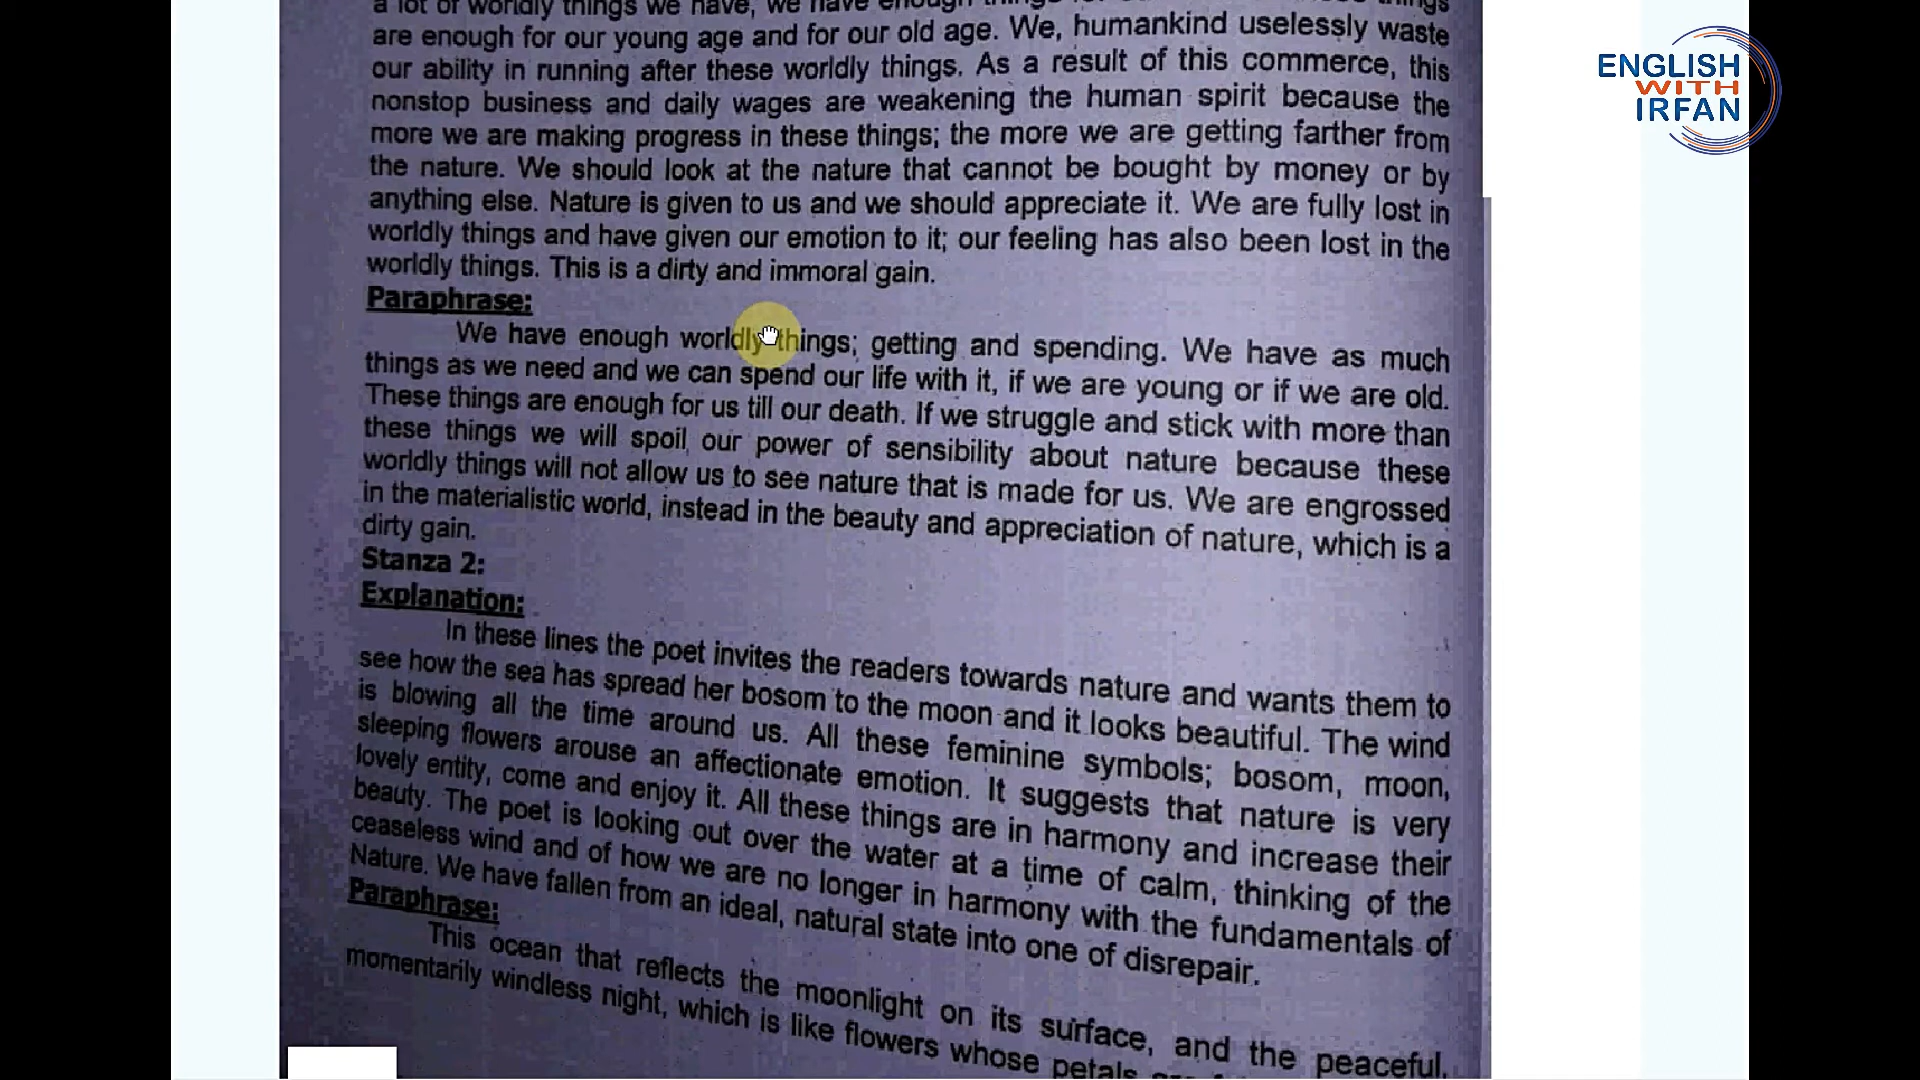 a lot of worldly things we have, we have enough things
are enough for our young age and for our old age. We, humankind uselessly waste
our ability in running after these worldly things. As a result of this commerce, this
nonstop business and daily wages are weakening the human spirit because the
more we are making progress in these things; the more we are getting farther from
the nature. We should look at the nature that cannot be bought by money or by
anything else. Nature is given to us and we should appreciate it. We are fully lost in
worldly things and have given our emotion to it; our feeling has also been lost in the
worldly things. This is a dirty and immoral gain.
Paraphrase:
We have enough worldly things; getting and spending. We have as much
things as we need and we can spend our life with it, if we are young or if we are old.
These things are enough for us till our death. If we struggle and stick with more than
these things we will spoil our power of sensibility about nature because these
worldly things will not allow us to see nature that is made for us. We are engrossed
in the materialistic world, instead in the beauty and appreciation of nature, which is a
dirty gain.
Stanza 2:
Explanation:
In these lines the poet invites the readers towards nature and wants them to
see how the sea has spread her bosom to the moon and it looks beautiful. The wind
is blowing all the time around us. All these feminine symbols; bosom, moon,
sleeping flowers arouse an affectionate emotion. It suggests that nature is very
lovely entity, come and enjoy it. All these things are in harmony and increase their
beauty. The poet is looking out over the water at a time of calm, thinking of the
ceaseless wind and of how we are no longer in harmony with the fundamentals of
Nature. We have fallen from an ideal, natural state into one of disrepair.
Paraphrase:
This ocean that reflects the moonlight on its surface, and the peaceful,
momentarily windless night, which is like flowers whose petals
ENGLISH
WITH
IRFAN